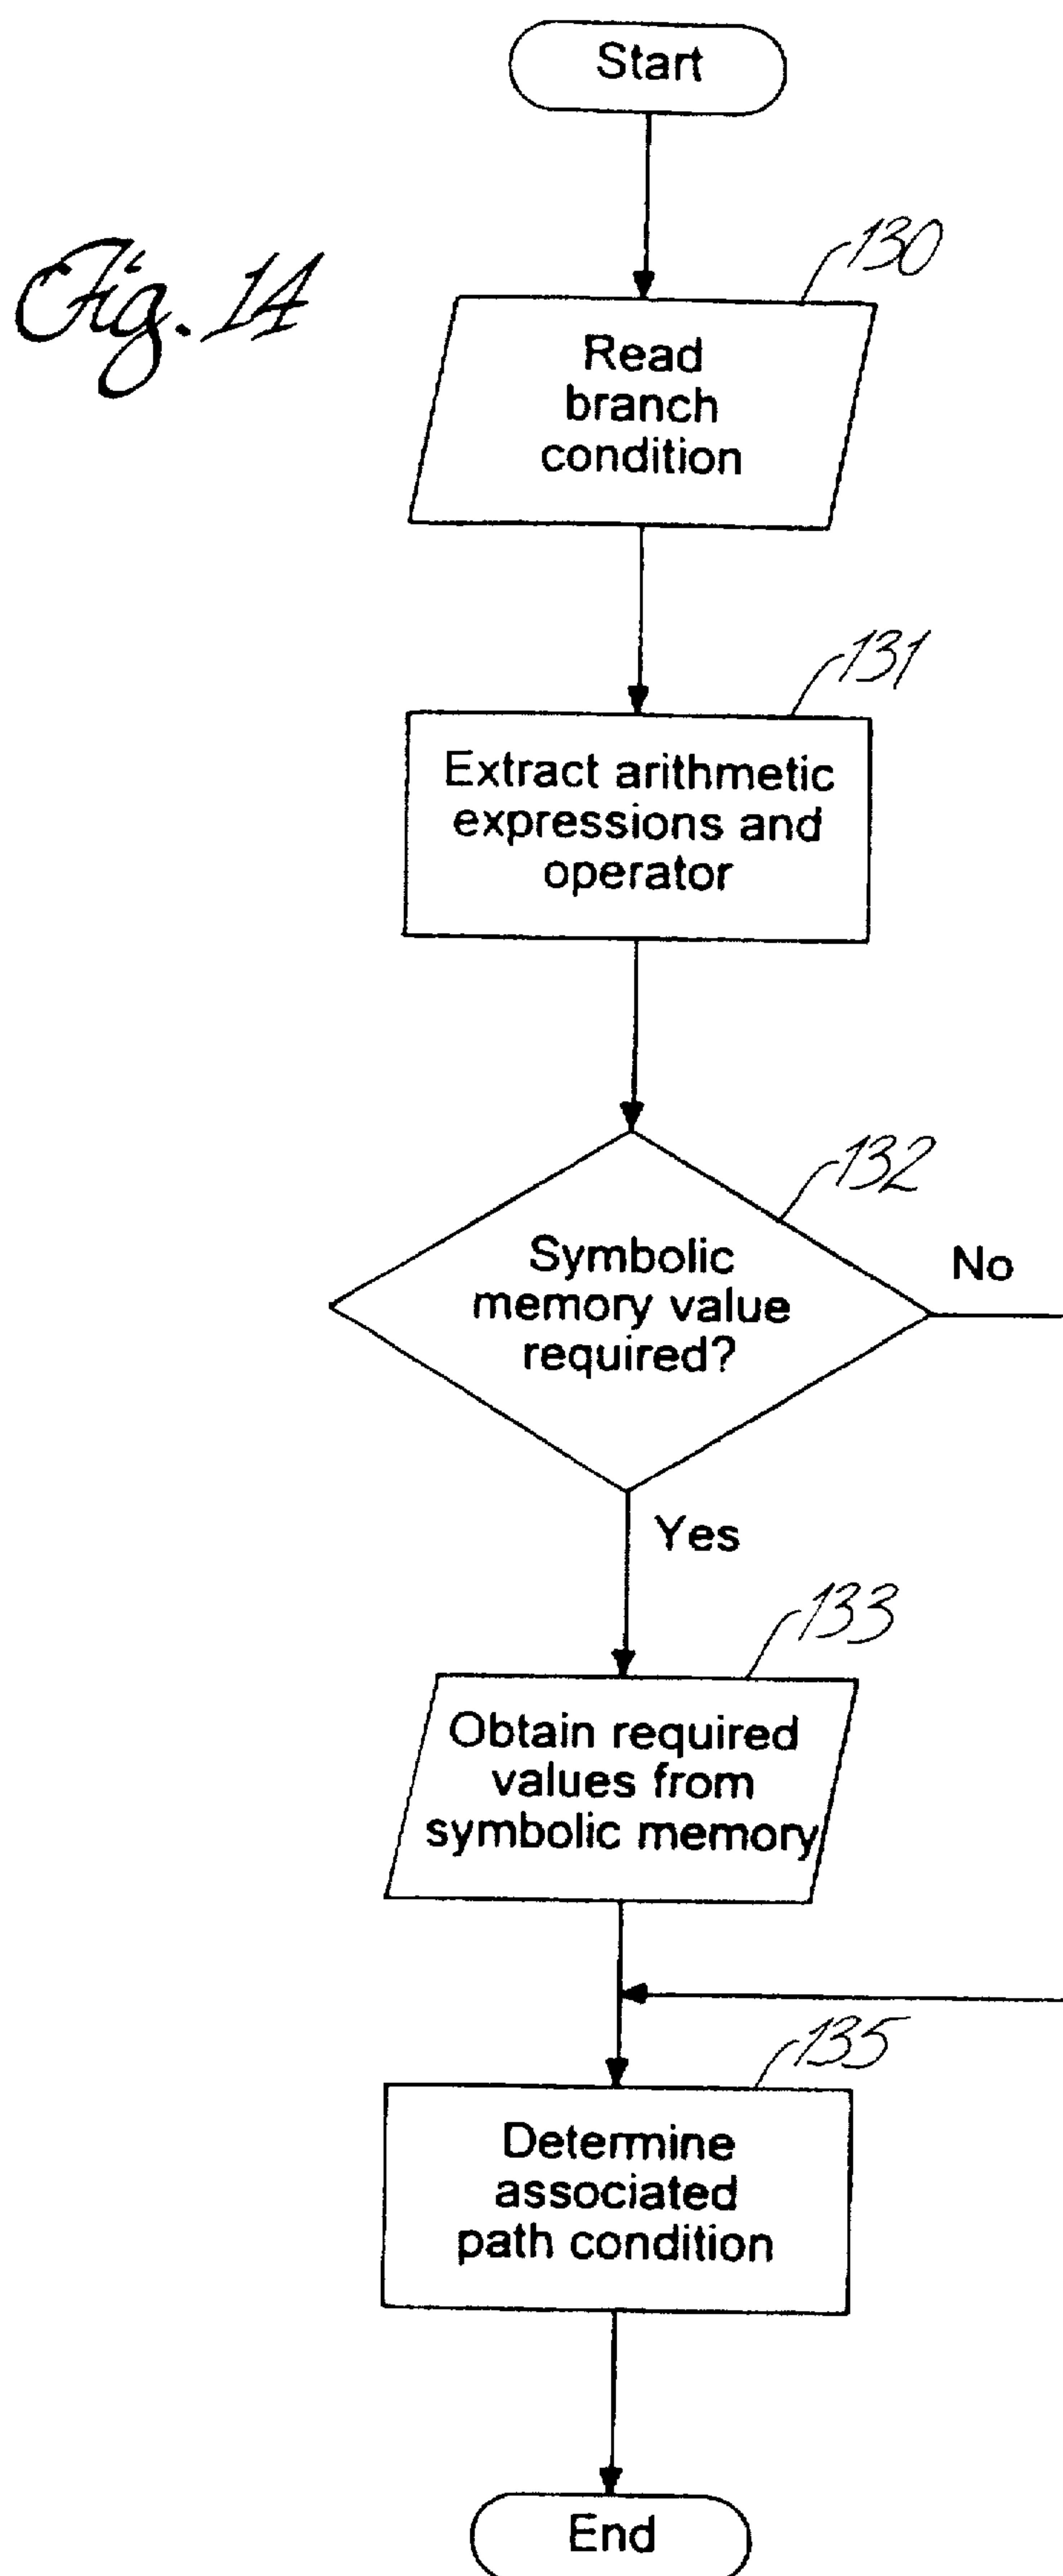 Start
Fig. 14
130
Read
branch
condition
131
Extract arithmetic
expressions and
operator
132
Symbolic
memory value
required?
No
Yes
133
Obtain required
values from
symbolic memory
135
Determine
associated
path condition
End